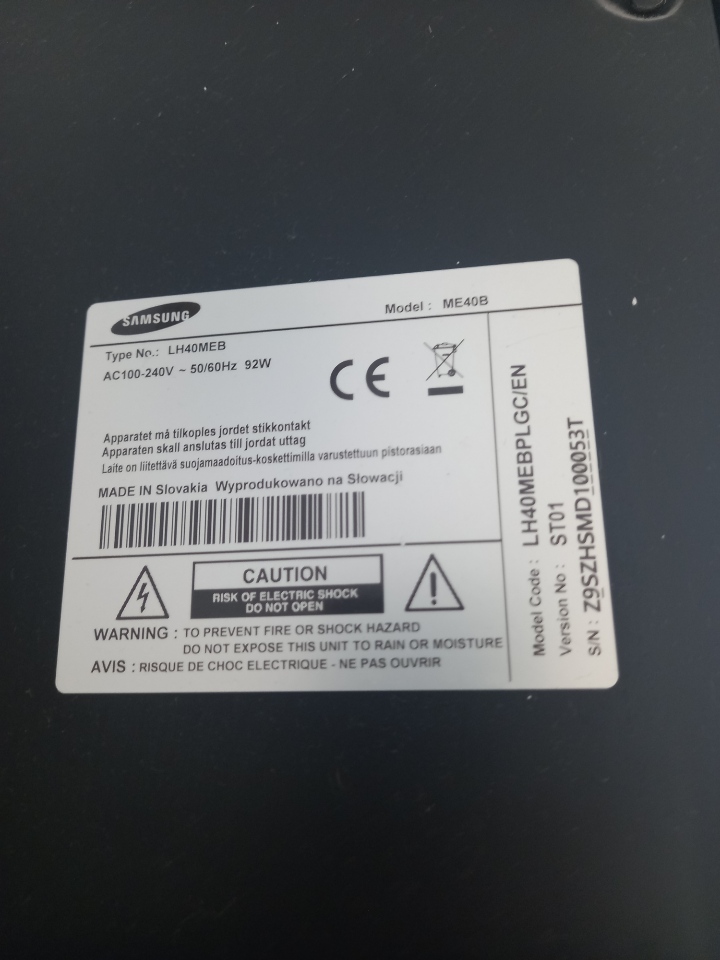 SAMSUNG
Model : ME40B
Type No.: LH40MEB
AC100-240V ~ 50/60Hz 92W
CE
Apparatet må tilkoples jordet stikkontakt
Apparaten skall anslutas till jordat uttag
Laite on liitettävä suojamaadoitus-koskettimilla varustettuun pistorasiaan
MADE IN Slovakia Wyprodukowano na Slowacji
CAUTION
RISK OF ELECTRIC SHOCK
DO NOT OPEN
WARNING : TO PREVENT FIRE OR SHOCK HAZARD
DO NOT EXPOSE THIS UNIT TO RAIN OR MOISTURE
AVIS : RISQUE DE CHOC ELECTRIQUE - NE PAS OUVRIR
Model Code : LH40MEBPLGC/EN
Version No : ST01
S/N : Z9SZHSMD100053T